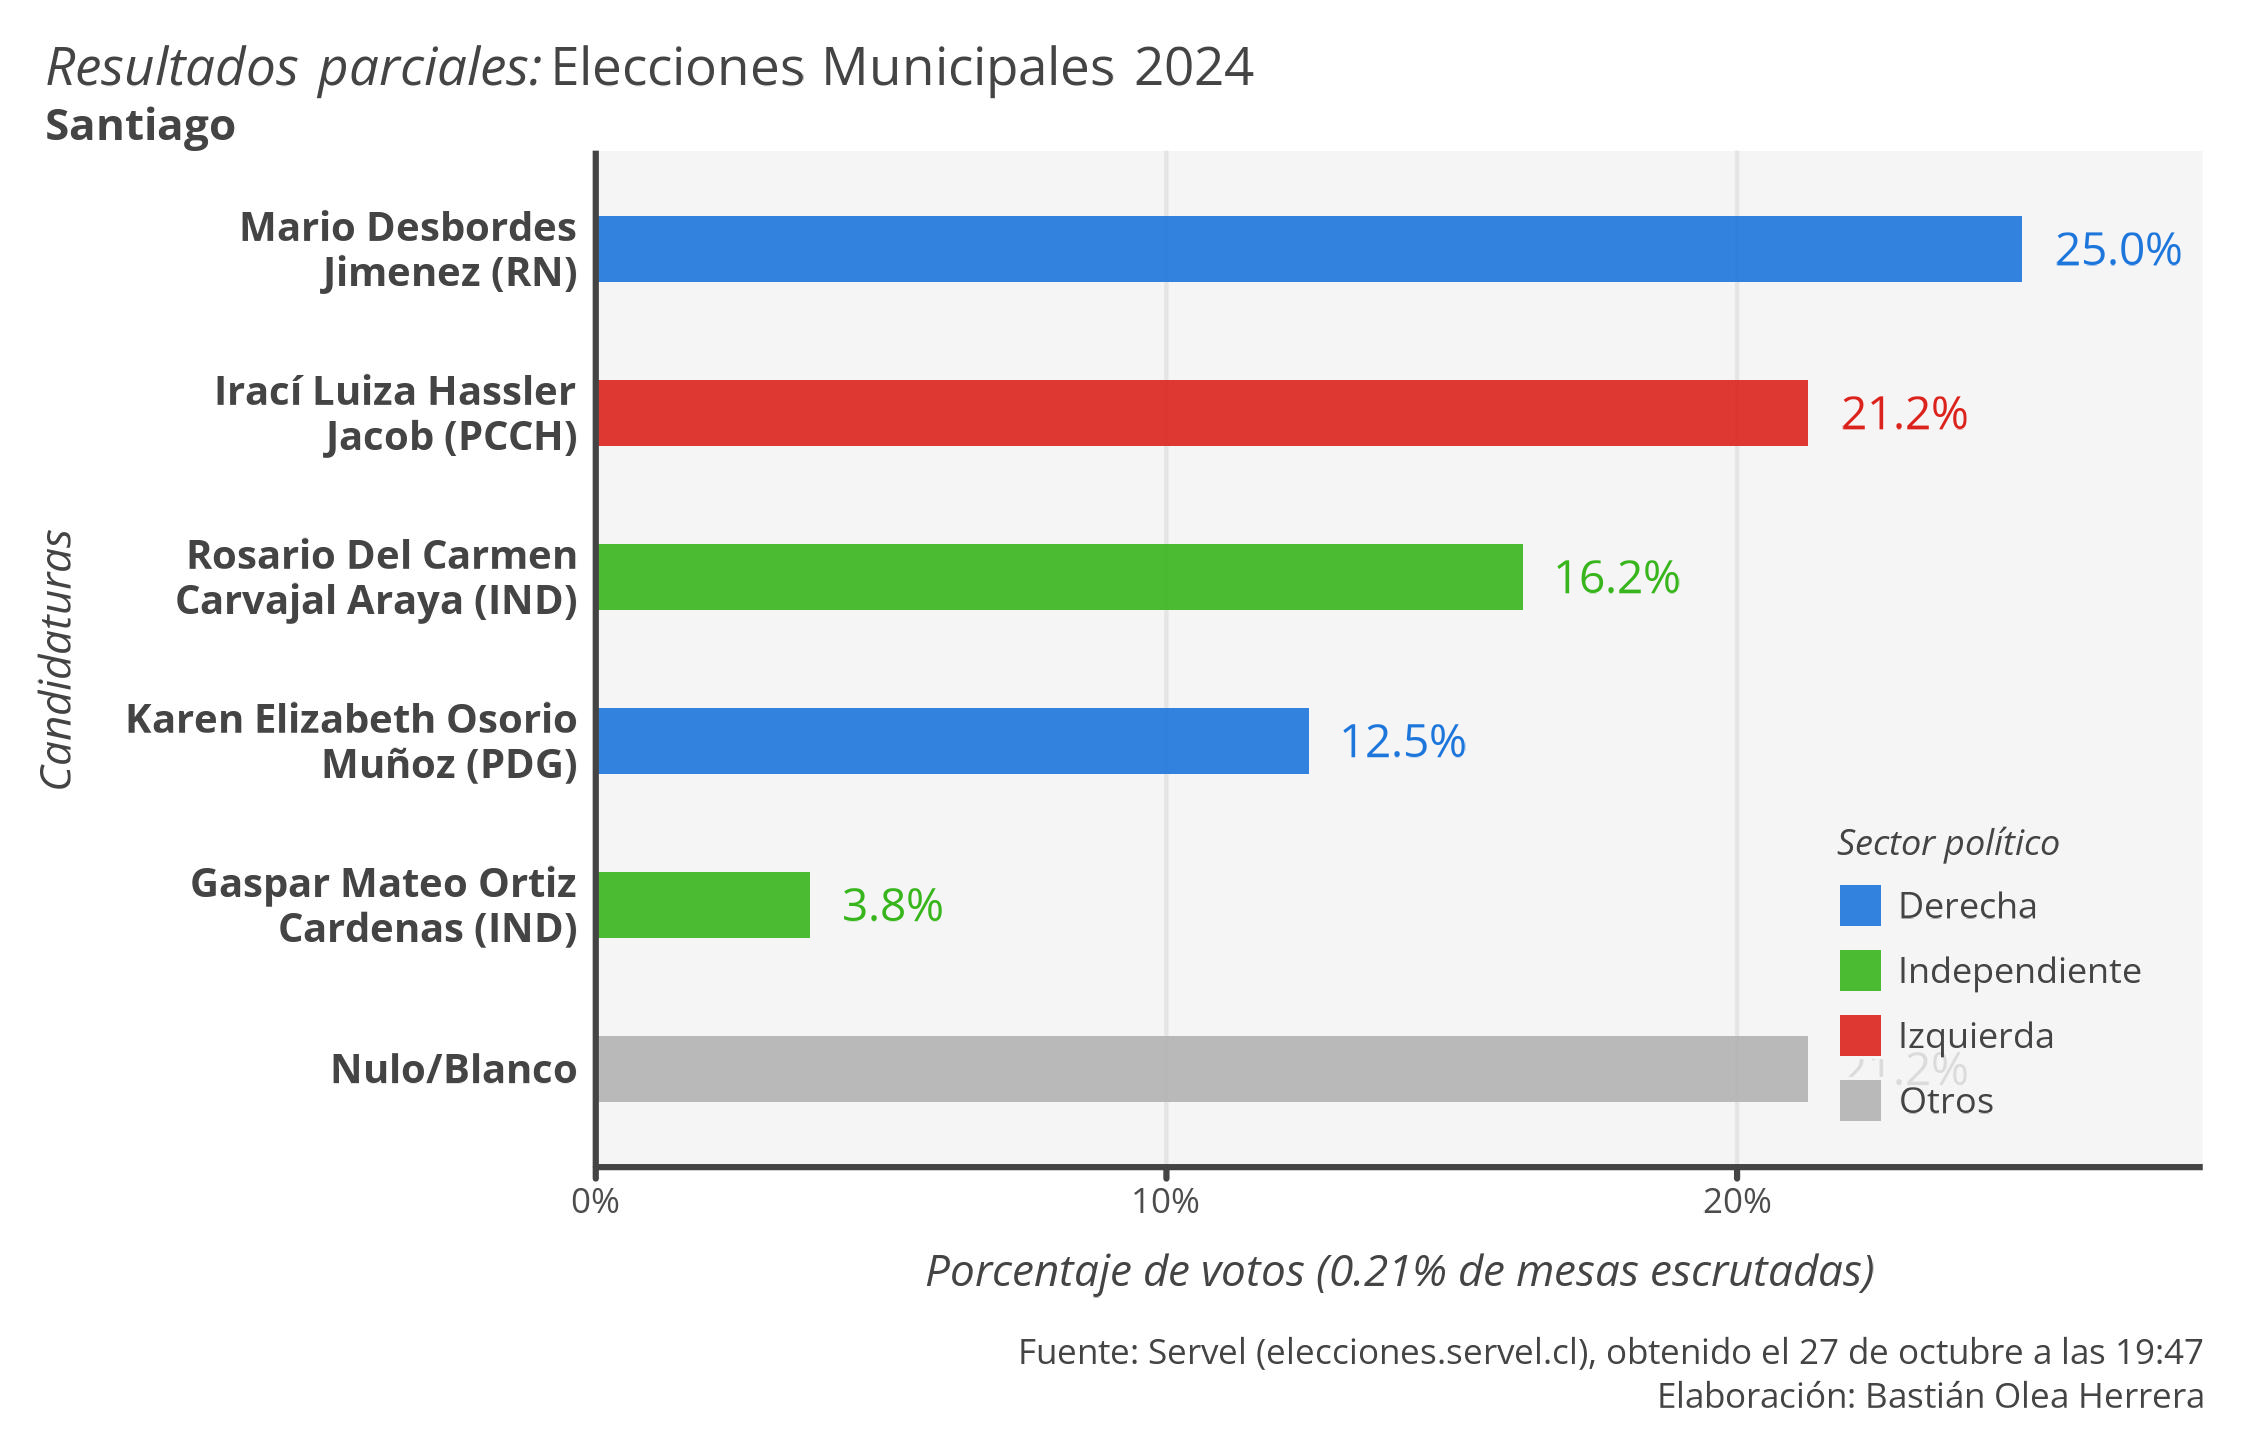 Resultados parciales: Elecciones Municipales 2024
Santiago
Candidaturas
Mario Desbordes
Jimenez (RN)
25.0%
Irací Luiza Hassler
Jacob (PCCH)
21.2%
Rosario Del Carmen
Carvajal Araya (IND)
16.2%
Karen Elizabeth Osorio
Muñoz (PDG)
12.5%
Gaspar Mateo Ortiz
Cardenas (IND)
3.8%
Nulo/Blanco
21.2%
Sector político
Derecha
Independiente
Izquierda
Otros
0%
10%
20%
Porcentaje de votos (0.21% de mesas escrutadas)
Fuente: Servel (elecciones.servel.cl), obtenido el 27 de octubre a las 19:47
Elaboración: Bastián Olea Herrera